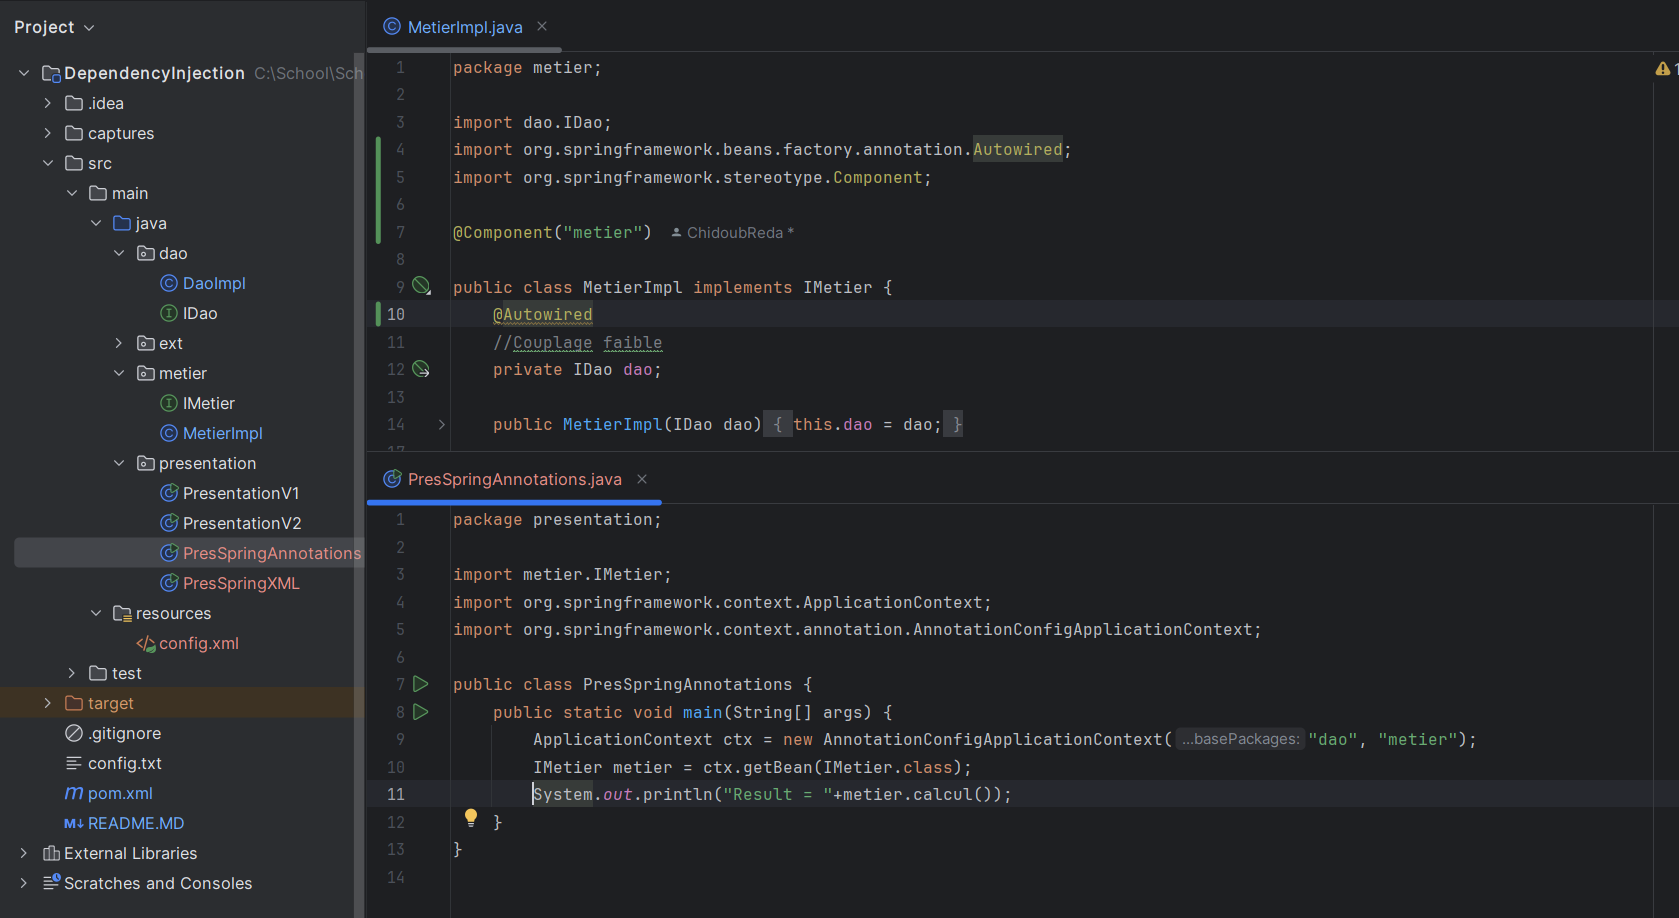 Project
DependencyInjection C:\School\Sch
.idea
captures
src
main
java
dao
DaoImpl
IDao
ext
metier
IMetier
MetierImpl
presentation
PresentationV1
PresentationV2
PresSpringAnnotations
PresSpringXML
resources
config.xml
test
target
.gitignore
config.txt
pom.xml
README.MD
External Libraries
Scratches and Consoles
MetierImpl.java
1 package metier;
2
3 import dao.IDao;
4 import org.springframework.beans.factory.annotation.Autowired;
5 import org.springframework.stereotype.Component;
6
7 @Component("metier") ChidoubReda *
8
9 public class MetierImpl implements IMetier {
10 @Autowired
11 //Couplage faible
12 private IDao dao;
13
14 public MetierImpl(IDao dao) { this.dao = dao; }
17
1
PresSpringAnnotations.java
1 package presentation;
2
3 import metier.IMetier;
4 import org.springframework.context.ApplicationContext;
5 import org.springframework.context.annotation.AnnotationConfigApplicationContext;
6
7 public class PresSpringAnnotations {
8 public static void main(String[] args) {
9 ApplicationContext ctx = new AnnotationConfigApplicationContext( ...basePackages: "dao", "metier");
10 IMetier metier = ctx.getBean(IMetier.class);
11 System.out.println("Result = "+metier.calcul());
12 }
13 }
14